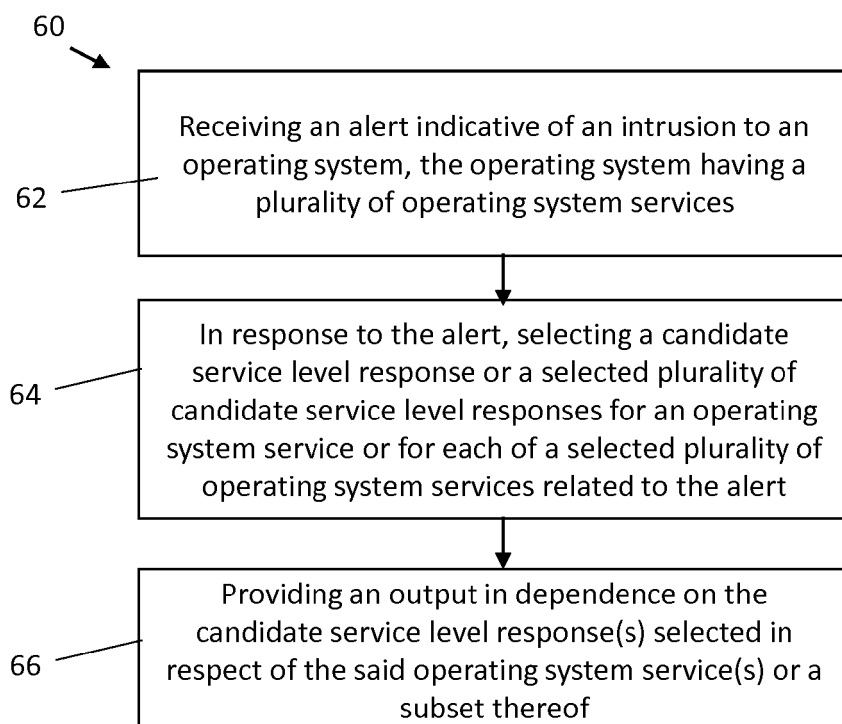 60
Receiving an alert indicative of an intrusion to an
operating system, the operating system having a
plurality of operating system services
62
In response to the alert, selecting a candidate
service level response or a selected plurality of
candidate service level responses for an operating
system service or for each of a selected plurality of
operating system services related to the alert
64
Providing an output in dependence on the
candidate service level response(s) selected in
respect of the said operating system service(s) or a
subset thereof
66